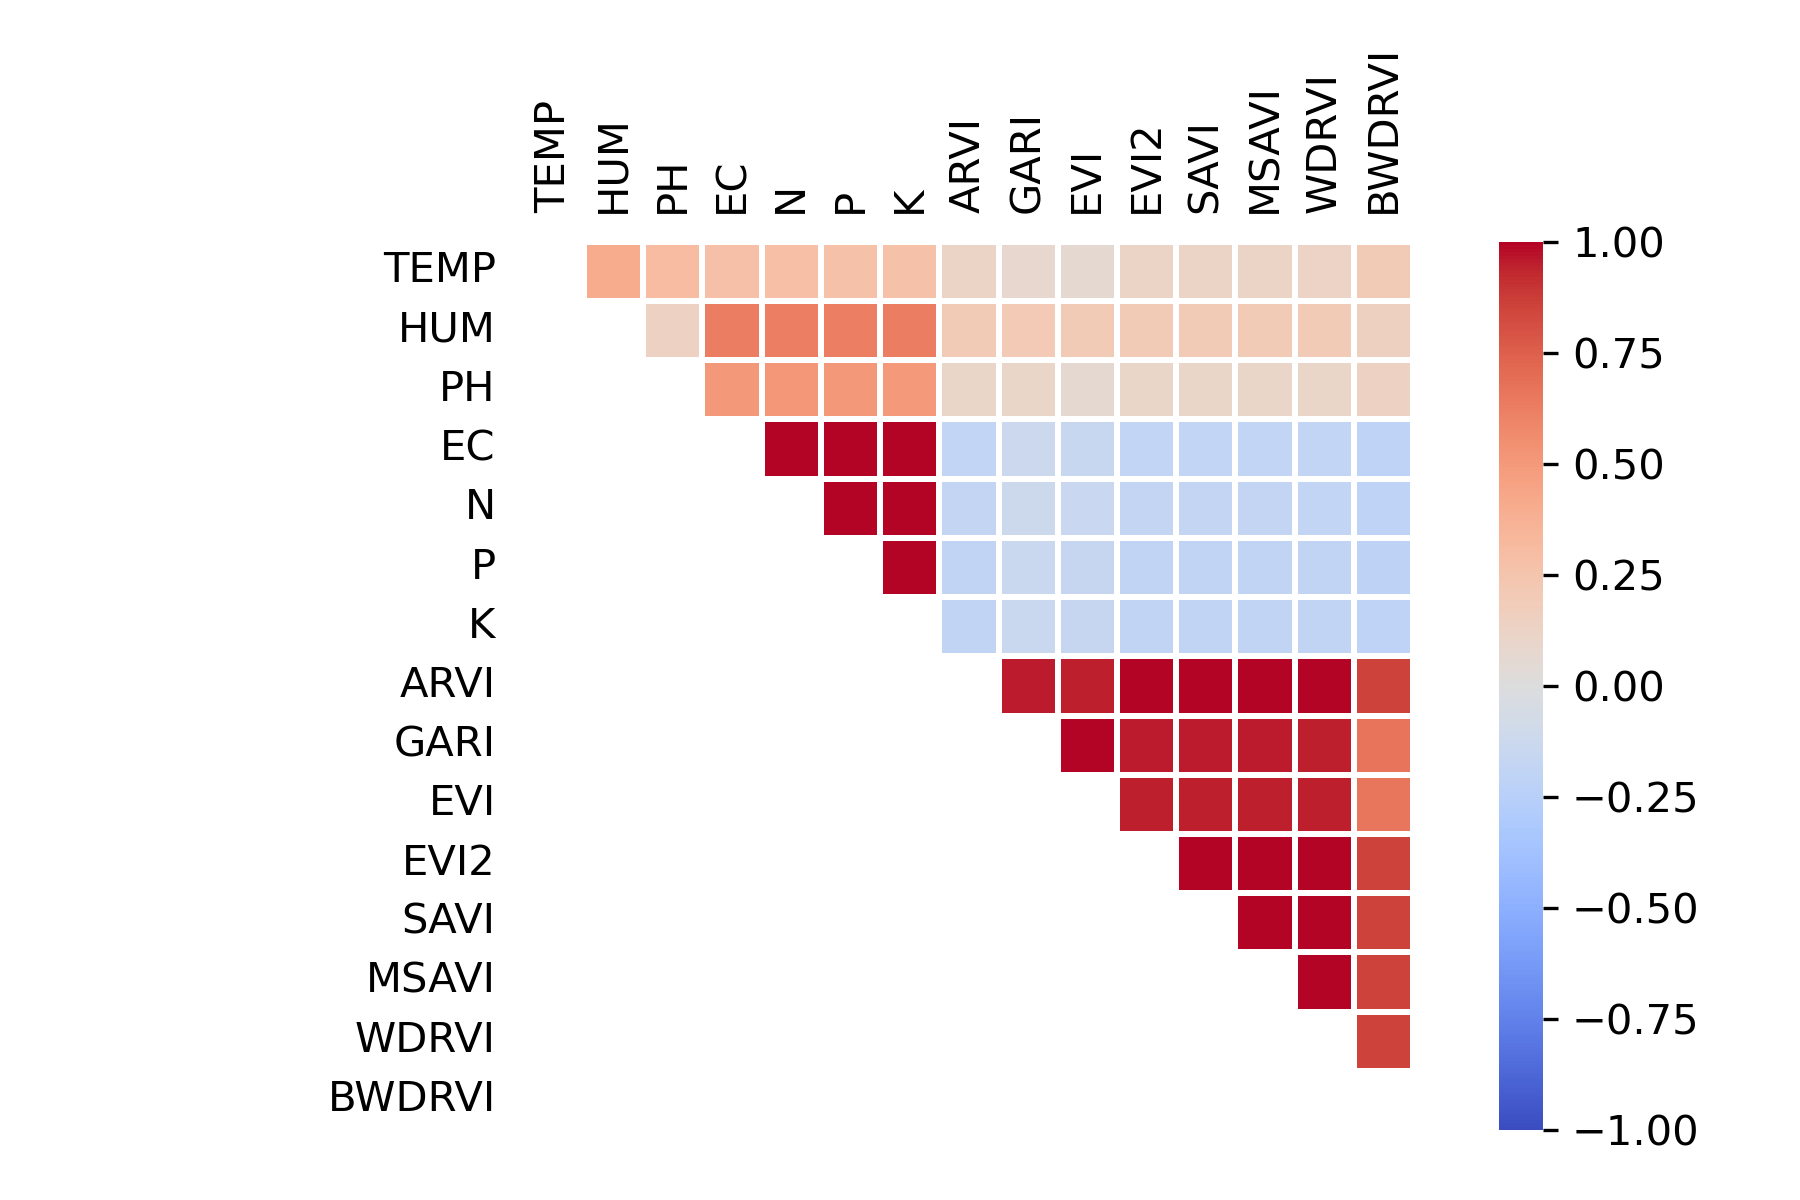 TEMP
HUM
PH
EC
N
P
K
ARVI
GARI
EVI
EVI2
SAVI
MSAVI
WDRVI
BWDRVI
TEMP
HUM
PH
EC
N
P
K
ARVI
GARI
EVI
EVI2
SAVI
MSAVI
WDRVI
BWDRVI
1.00
0.75
0.50
0.25
0.00
−0.25
−0.50
−0.75
−1.00